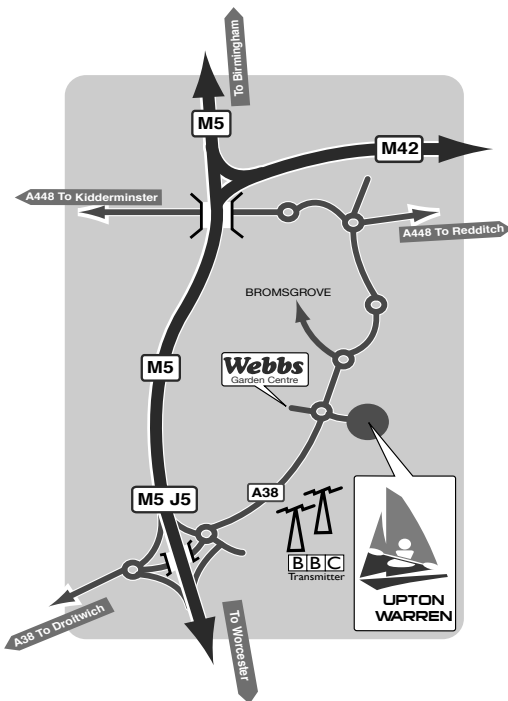 To Birmingham
M5
M42
A448 To Kidderminster
A448 To Redditch
BROMSGROVE
Webbs
Garden Centre
M5
M5 J5
A38
BBC
Transmitter
UPTON
WARREN
A38 To Droitwich
To Worcester